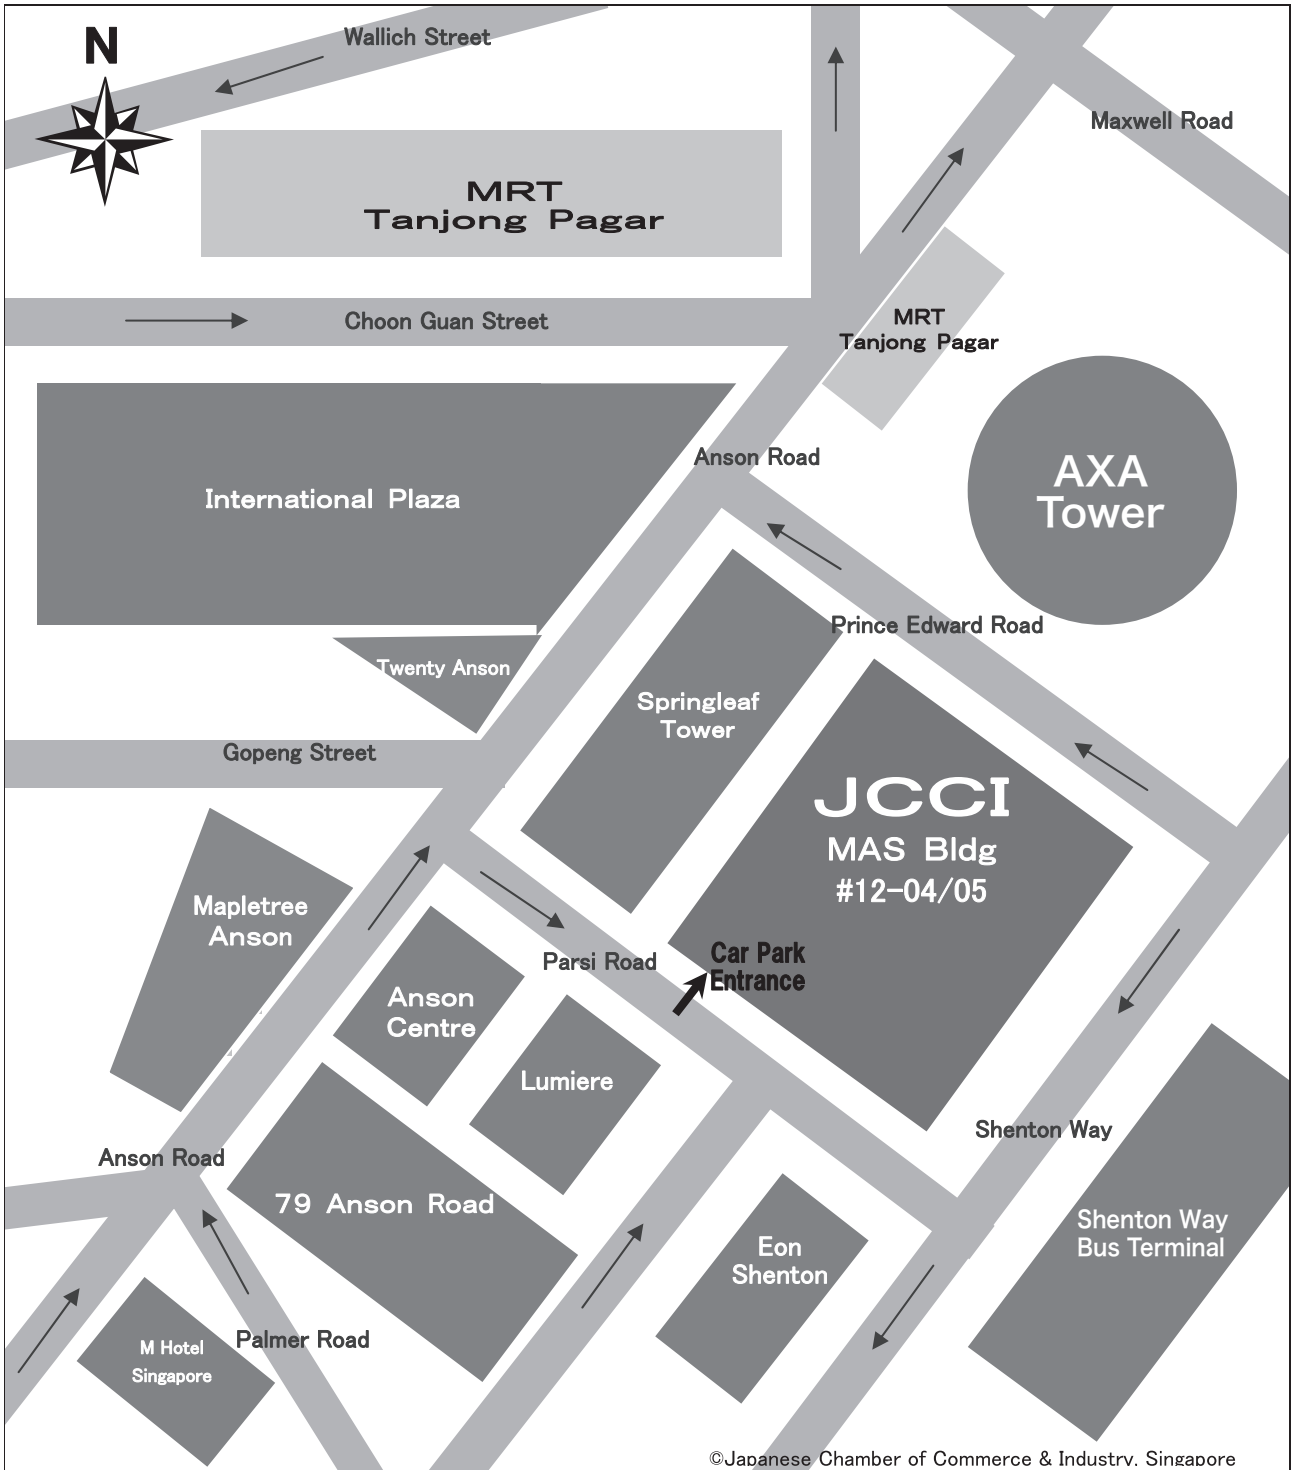 N
Wallich Street
Maxwell Road
MRT
Tanjong Pagar
Choon Guan Street
MRT
Tanjong Pagar
Anson Road
AXA
Tower
International Plaza
Prince Edward Road
Twenty Anson
Springleaf
Tower
Gopeng Street
JCCI
MAS Bldg
#12-04/05
Mapletree
Anson
Car Park
Entrance
Parsi Road
Anson
Centre
Lumiere
Shenton Way
Anson Road
79 Anson Road
Shenton Way
Bus Terminal
Eon
Shenton
Palmer Road
M Hotel
Singapore
©Japanese Chamber of Commerce & Industry, Singapore